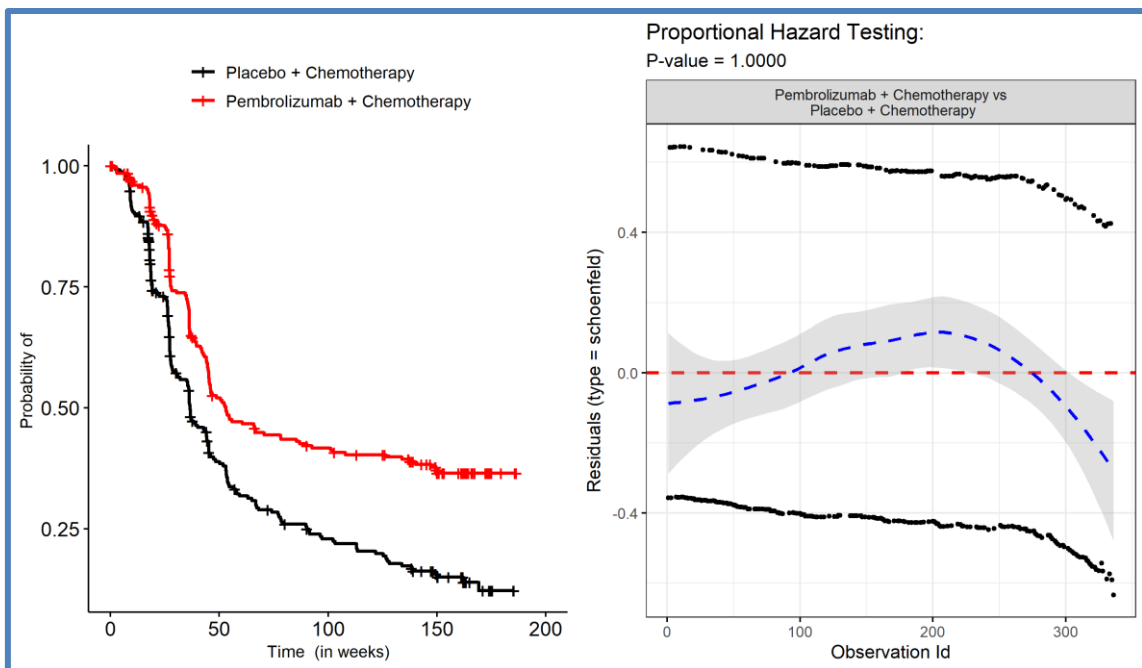 Placebo + Chemotherapy
Pembrolizumab + Chemotherapy
Probability of
1.00
0.75
0.50
0.25
0
50
100
150
200
Time (in weeks)
Proportional Hazard Testing:
P-value = 1.0000
Pembrolizumab + Chemotherapy vs
Placebo + Chemotherapy
Residuals (type = schoenfeld)
0.4
0.0
-0.4
0
100
200
300
Observation Id